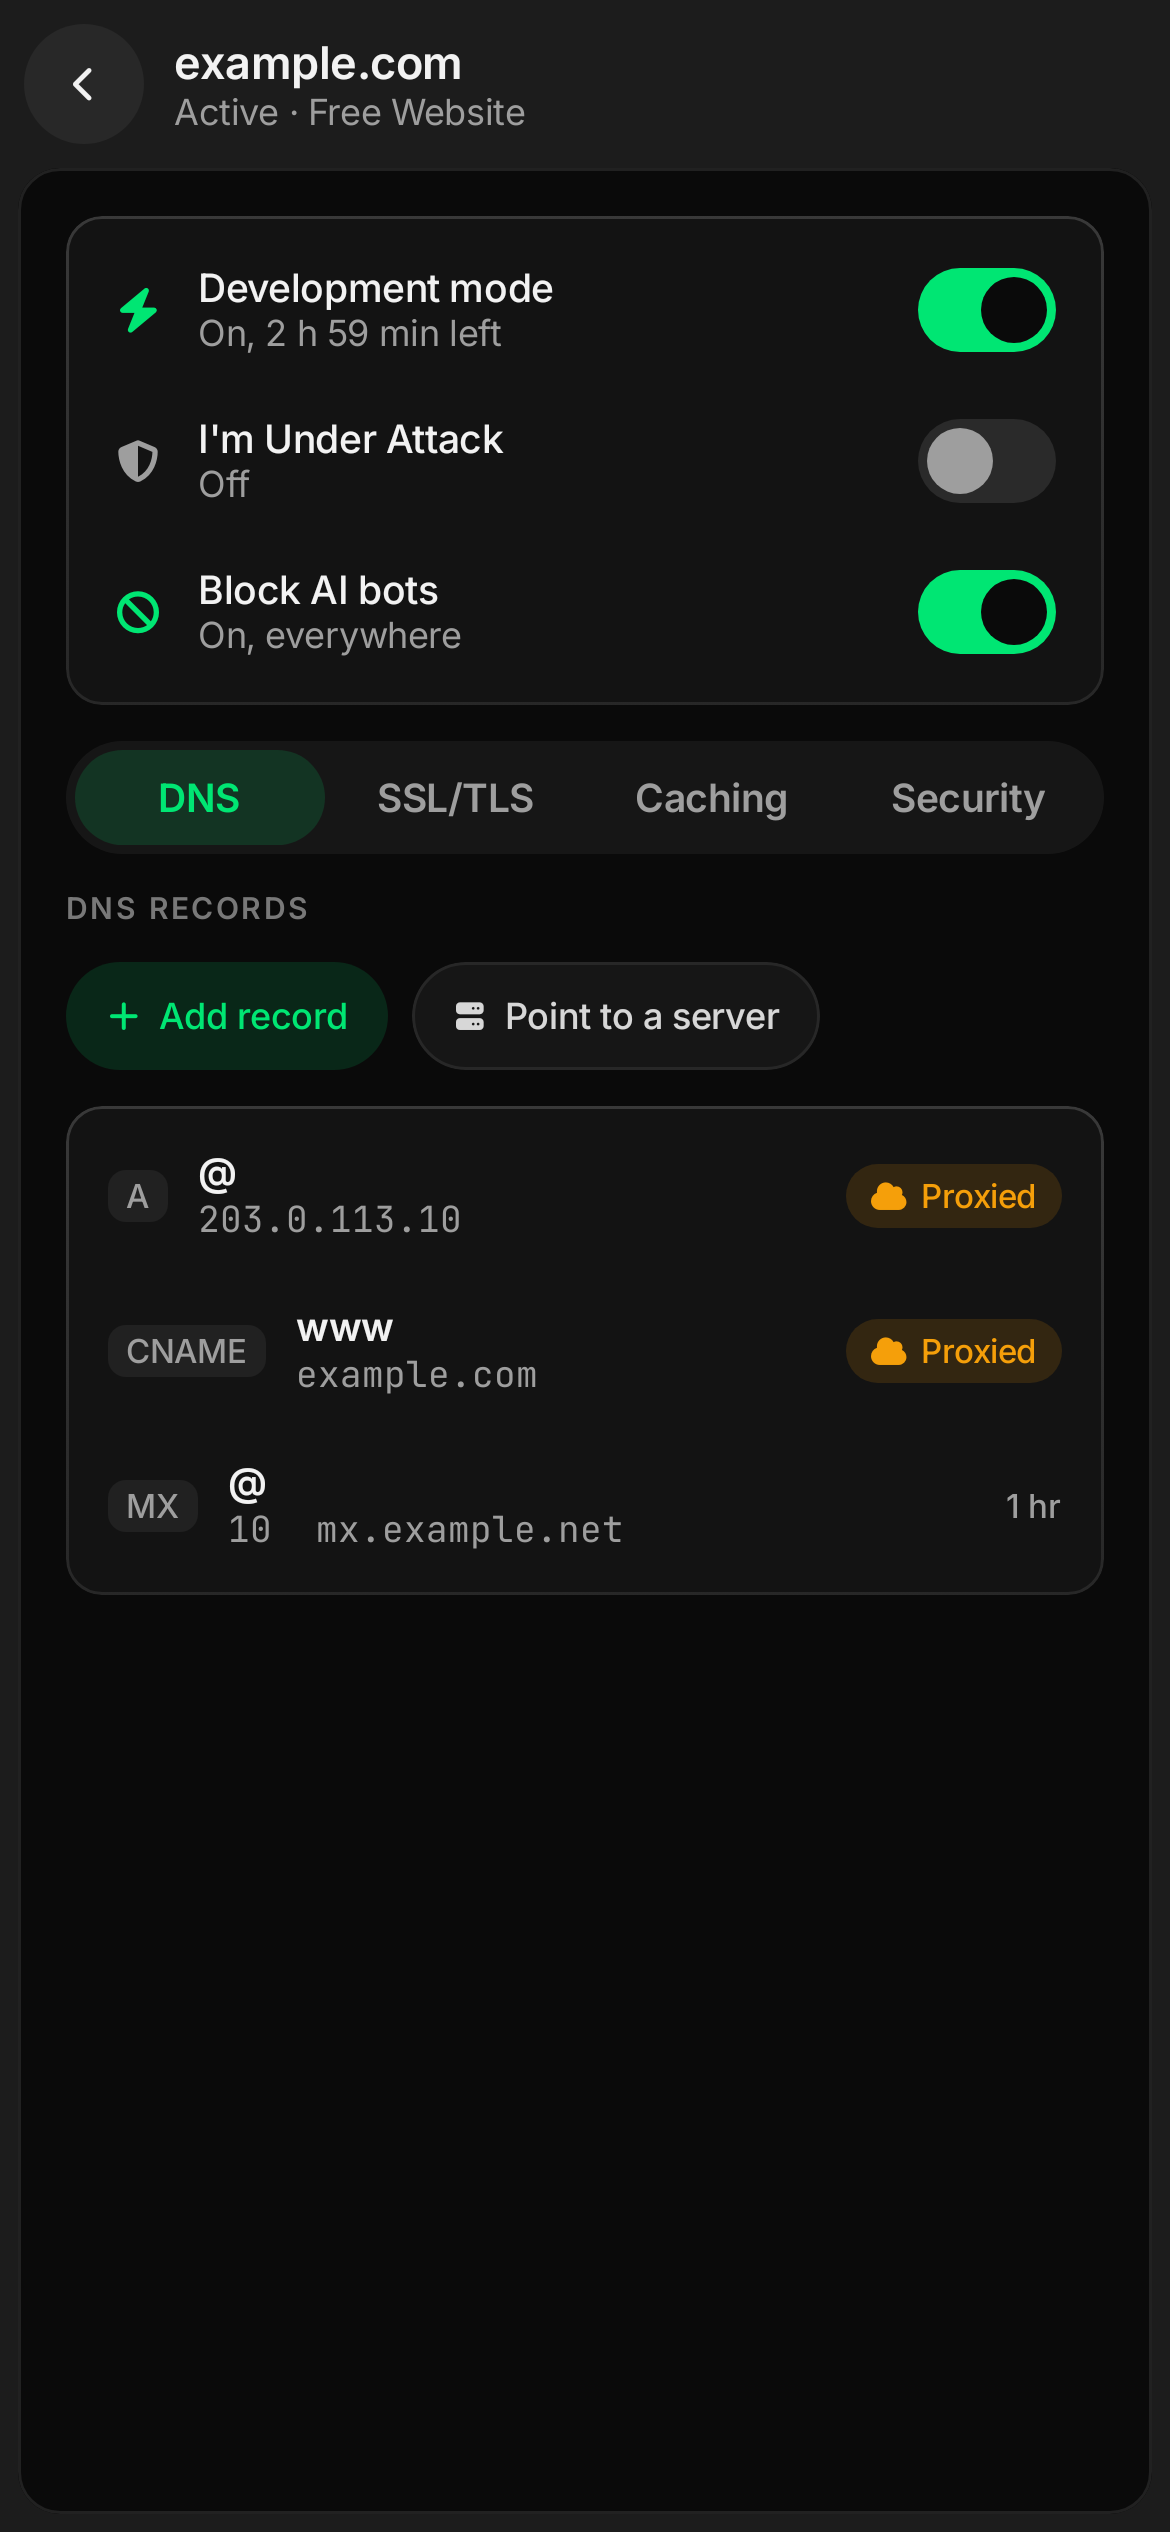 example.com
Active · Free Website
Development mode
On, 2 h 59 min left
I'm Under Attack
Off
Block AI bots
On, everywhere
DNS SSL/TLS Caching Security
DNS RECORDS
Add record Point to a server
A @ Proxied
203.0.113.10
CNAME www Proxied
example.com
MX @ 1 hr
10 mx.example.net